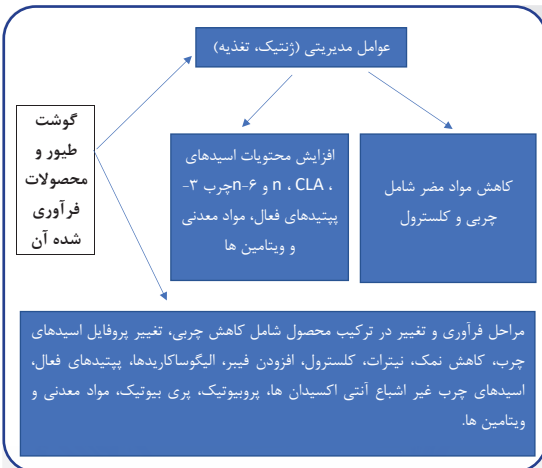 عوامل مدیریتی (ژنتیک، تغذیه)
گوشت
طیور و
محصولات
فرآوری
شده آن
افزایش محتویات اسیدهای
چرب n-۶ و n ، CLA ،-۳
پپتیدهای فعال، مواد معدنی
و ویتامین ها
کاهش مواد مضر شامل
چربی و کلسترول
مراحل فرآوری و تغییر در ترکیب محصول شامل کاهش چربی، تغییر پروفایل اسیدهای
چرب، کاهش نمک، نیترات، کلسترول، افزودن فیبر، الیگوساکاریدها، پپتیدهای فعال،
اسیدهای چرب غیر اشباع آنتی اکسیدان ها، پروبیوتیک، پری بیوتیک، مواد معدنی و
ویتامین ها.